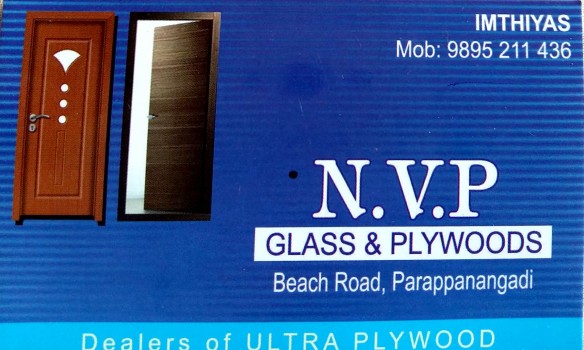 IMTHIYAS
Mob: 9895 211 436
N.V.P
GLASS & PLYWOODS
Beach Road, Parappanangadi
Dealers of ULTRA PLYWOOD